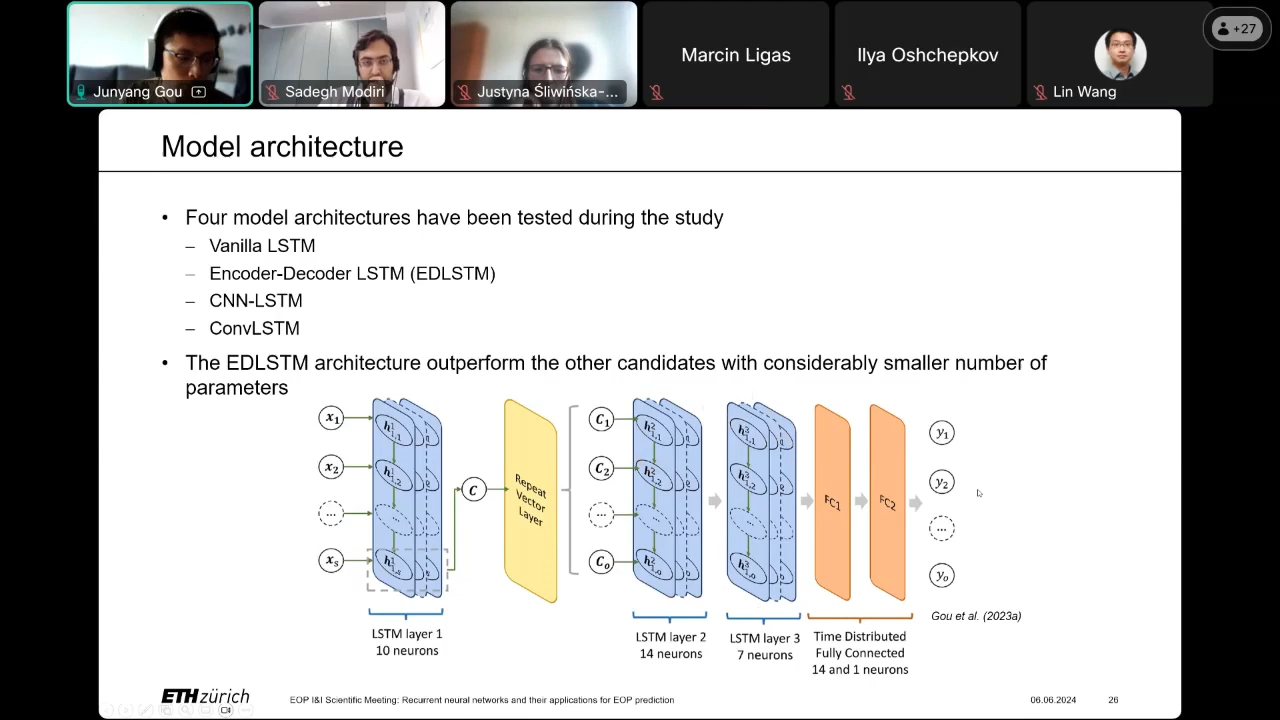 Junyang Gou
Sadegh Modiri
Justyna Śliwińska-...
Marcin Ligas
Ilya Oshchepkov
Lin Wang
+27
Model architecture
• Four model architectures have been tested during the study
– Vanilla LSTM
– Encoder-Decoder LSTM (EDLSTM)
– CNN-LSTM
– ConvLSTM
• The EDLSTM architecture outperform the other candidates with considerably smaller number of
parameters
x₁
x₂
...
xₛ
h¹₁,₁
h¹₁,₂
...
h¹₁,ₛ
C
Repeat
Vector
Layer
C₁
C₂
...
Cₒ
h²₁,₁
h²₁,₂
...
h²₁,ₒ
h³₁,₁
h³₁,₂
...
h³₁,ₒ
FC1
FC2
y₁
y₂
...
yₒ
Gou et al. (2023a)
LSTM layer 1
10 neurons
LSTM layer 2
14 neurons
LSTM layer 3
7 neurons
Time Distributed
Fully Connected
14 and 1 neurons
ETH zürich
EOP I&I Scientific Meeting: Recurrent neural networks and their applications for EOP prediction
06.06.2024
26